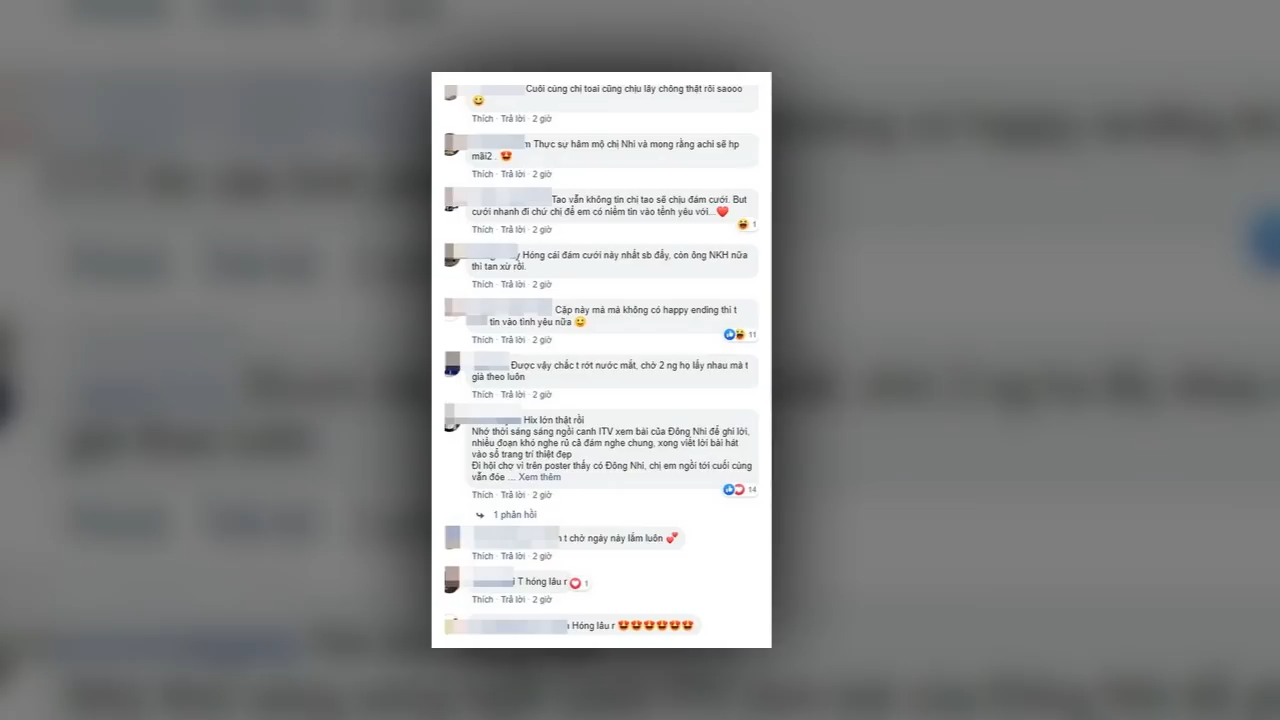 Cuối cùng chị toai cũng chịu lấy chồng thật rồi saooo
😀
Thích · Trả lời · 2 giờ
Thực sự hâm mộ chị Nhi và mong rằng achi sẽ hp
mãi2 . 😍
Thích · Trả lời · 2 giờ
Tao vẫn không tin chị tao sẽ chịu đám cưới. But
cưới nhanh đi chứ chị để em có niềm tin vào tềnh yêu với...❤️
1
Thích · Trả lời · 2 giờ
Hóng cái đám cưới này nhất sb đấy, còn ông NKH nữa
thì tan xừ rồi.
Thích · Trả lời · 2 giờ
Cặp này mà mà không có happy ending thì t
tin vào tình yêu nữa 🙂
11
Thích · Trả lời · 2 giờ
Được vậy chắc t rớt nước mắt, chờ 2 ng họ lấy nhau mà t
già theo luôn
Thích · Trả lời · 2 giờ
Hix lớn thật rồi
Nhớ thời sáng sáng ngồi canh ITV xem bài của Đông Nhi để ghi lời,
nhiều đoạn khó nghe rủ cả đám nghe chung, xong viết lời bài hát
vào sổ trang trí thiệt đẹp
Đi hội chợ vì trên poster thấy có Đông Nhi, chị em ngồi tới cuối cùng
vẫn đóe ... Xem thêm
14
Thích · Trả lời · 2 giờ
1 phản hồi
t chờ ngày này lắm luôn 💕
Thích · Trả lời · 2 giờ
T hóng lâu r
1
Thích · Trả lời · 2 giờ
Hóng lâu r 😍😍😍😍😍😍